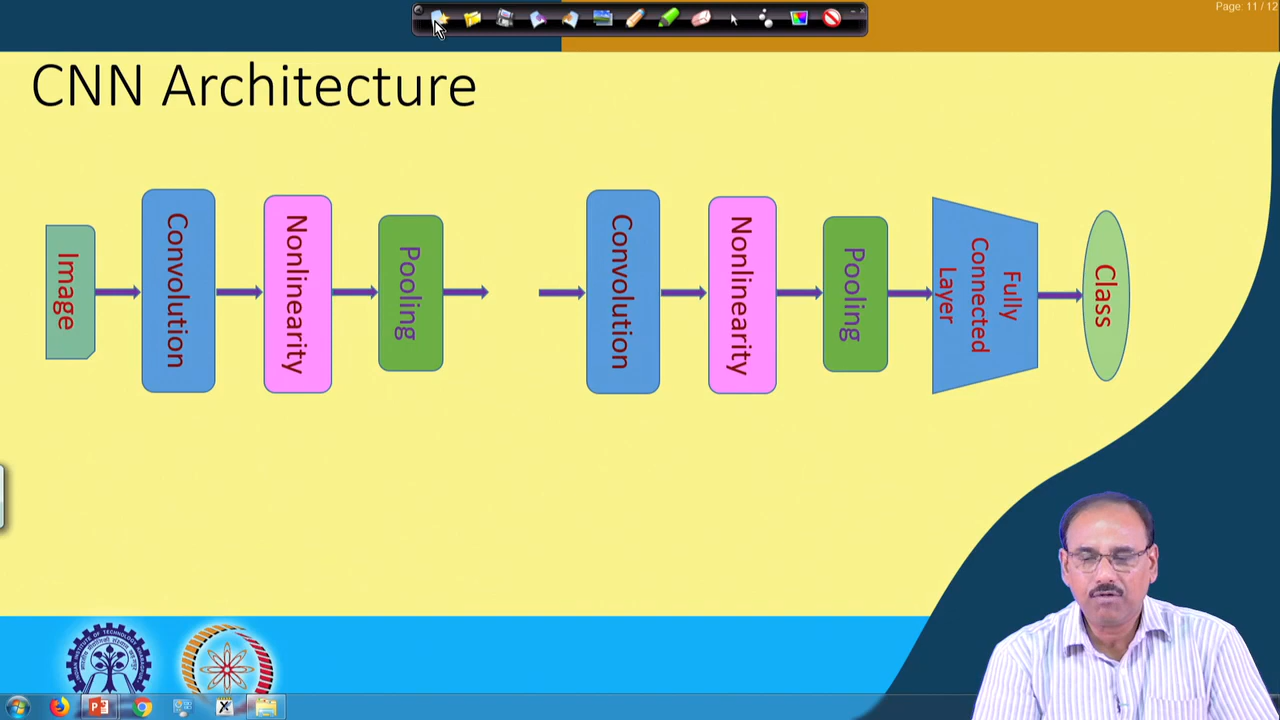 Page: 11 / 12
CNN Architecture
Image
Convolution
Nonlinearity
Pooling
Convolution
Nonlinearity
Pooling
Fully
Connected
Layer
Class